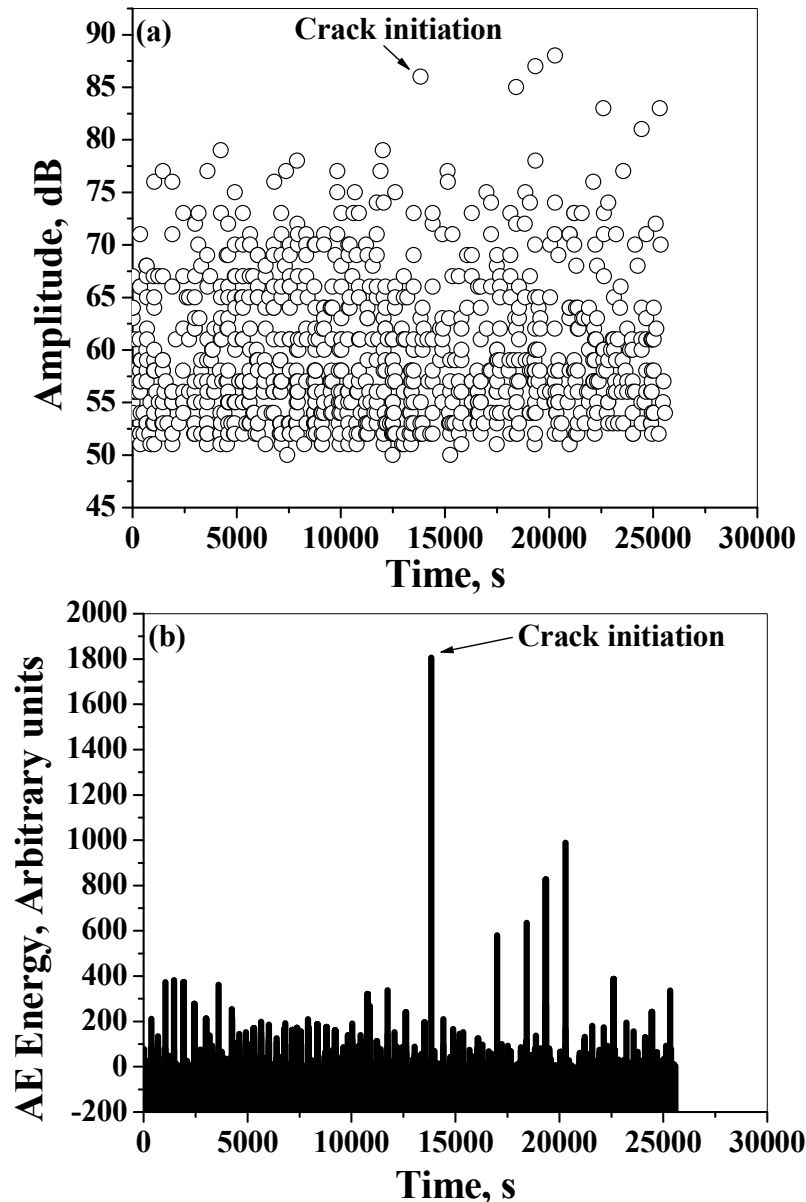 (a)
Crack initiation
Amplitude, dB
90
85
80
75
70
65
60
55
50
45
0 5000 10000 15000 20000 25000 30000
Time, s
(b)
Crack initiation
AE Energy, Arbitrary units
2000
1800
1600
1400
1200
1000
800
600
400
200
0
-200
0 5000 10000 15000 20000 25000 30000
Time, s